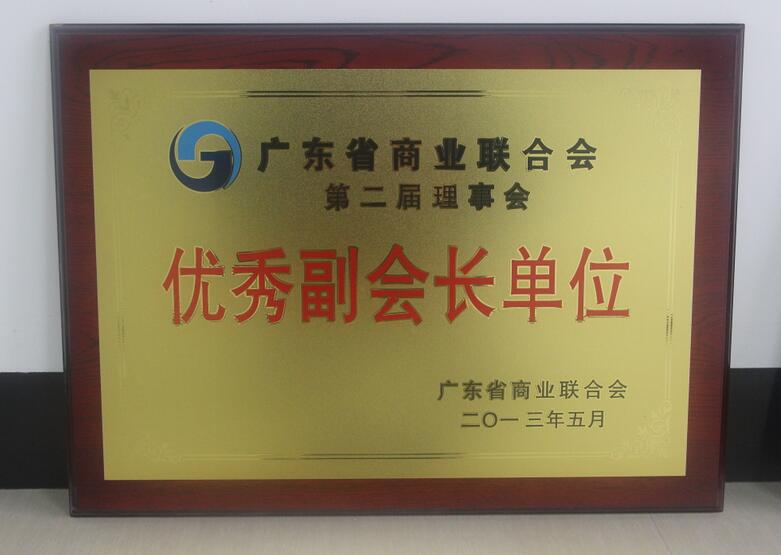 广东省商业联合会
第二届理事会
优秀副会长单位
广东省商业联合会
二〇一三年五月